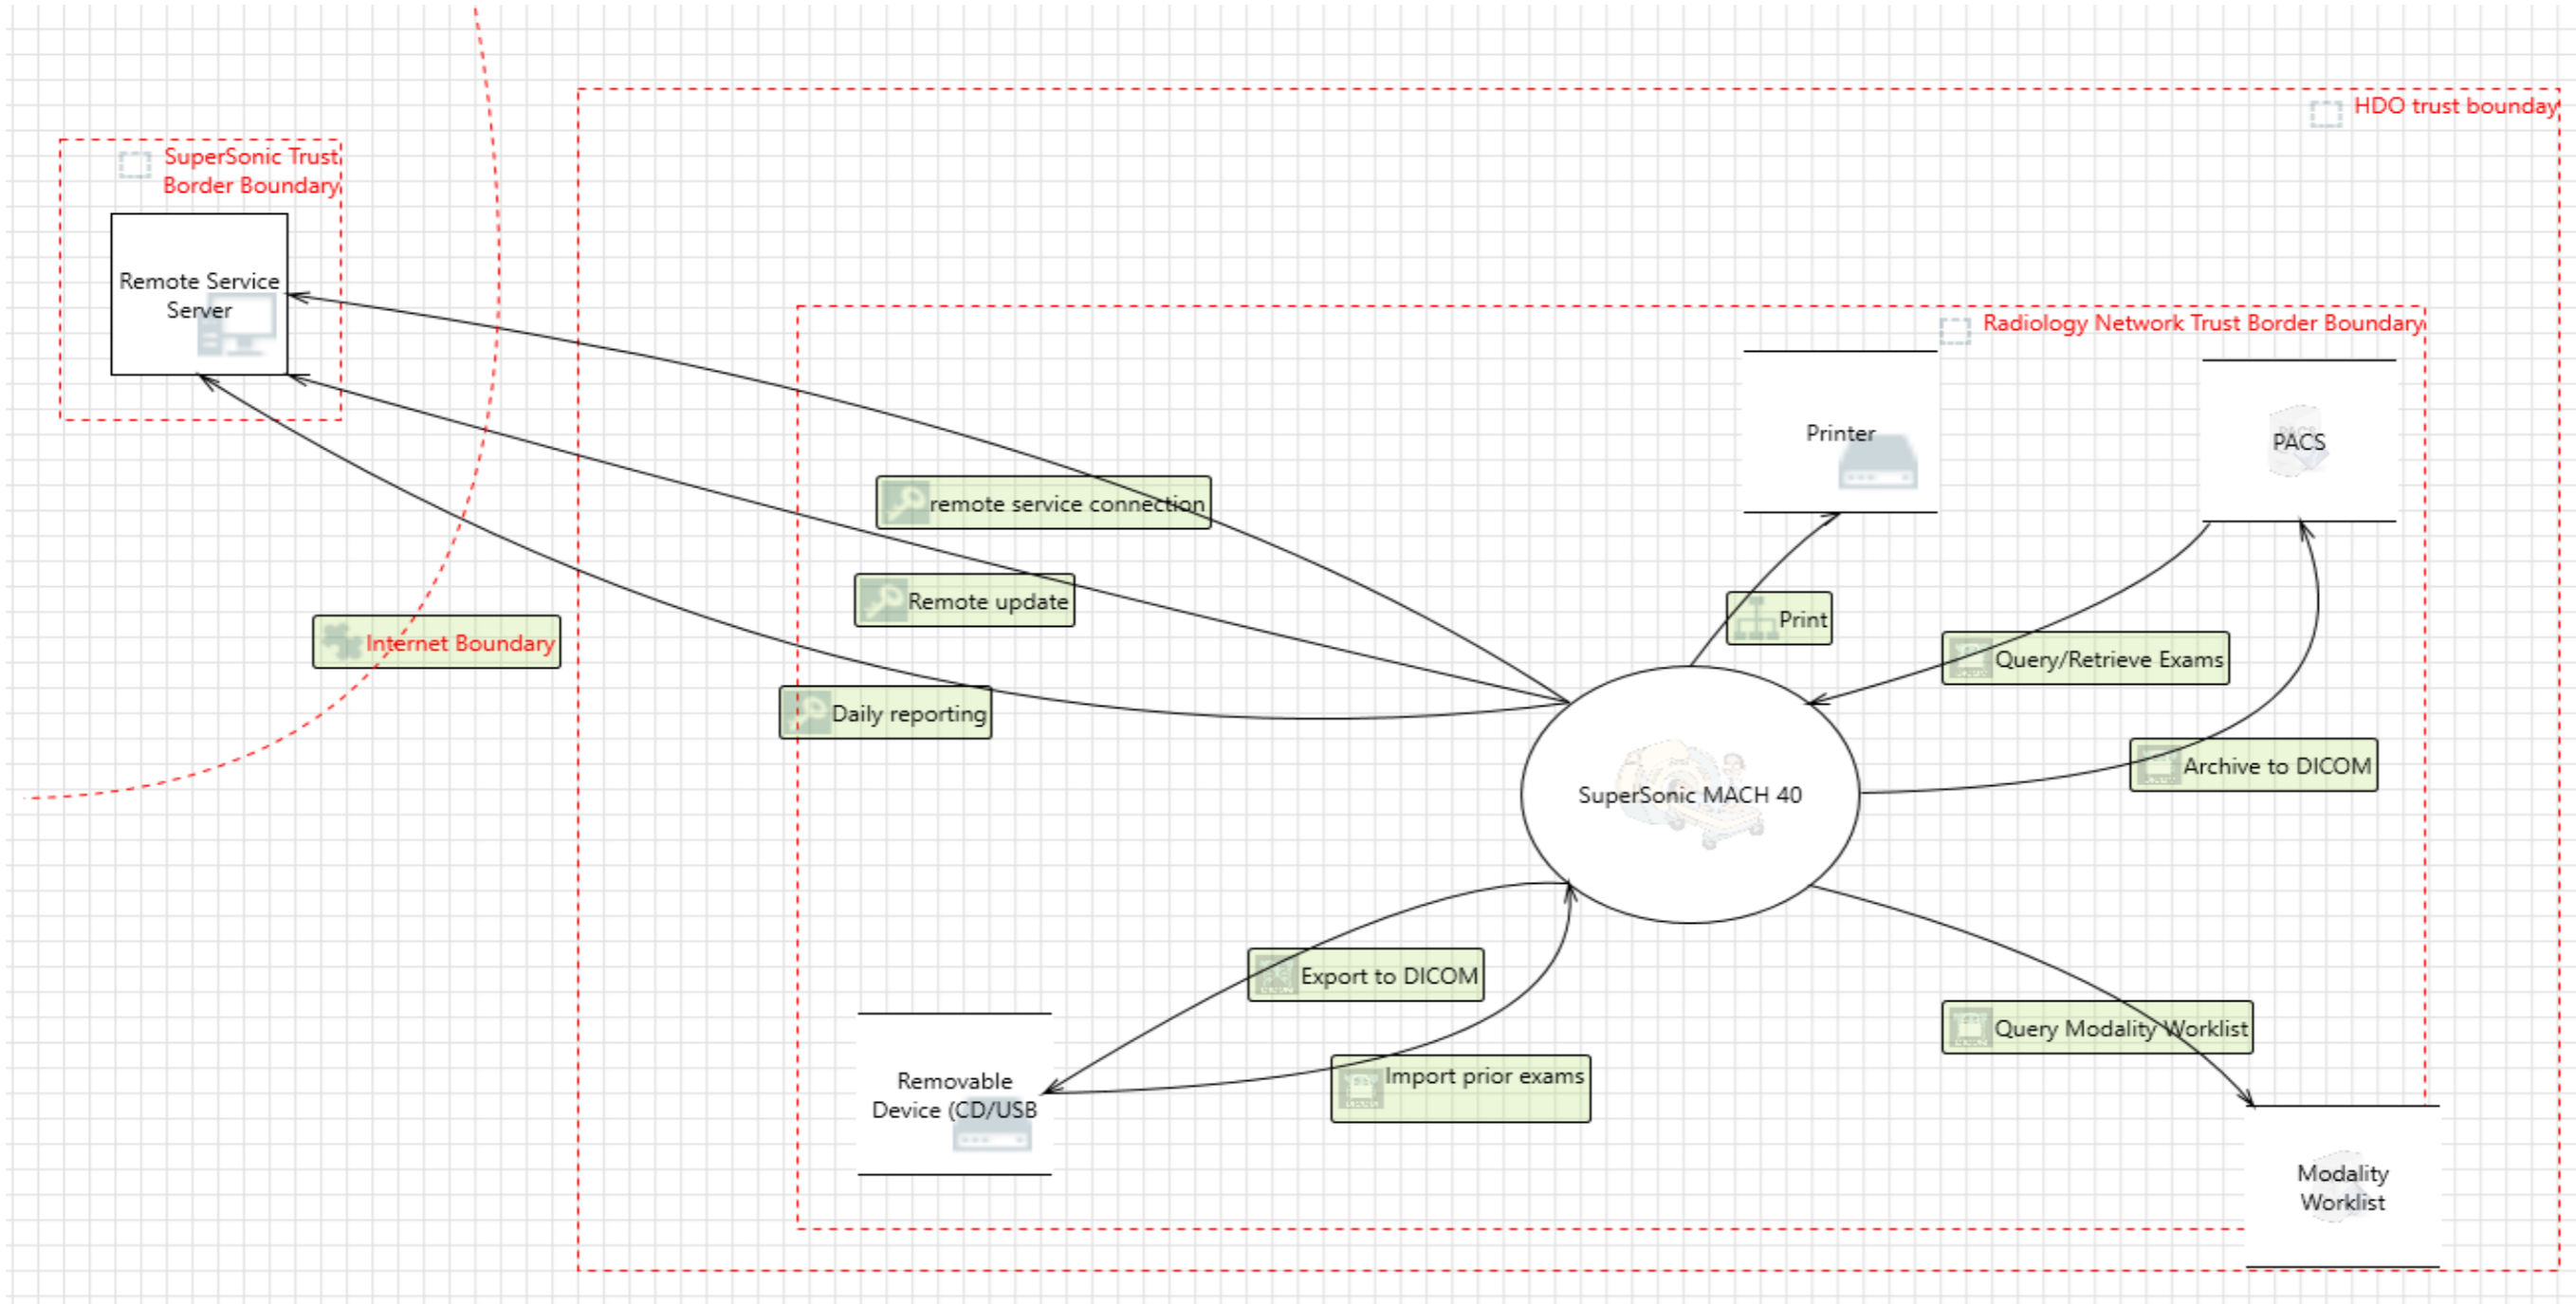 HDO trust bounday
SuperSonic Trust
Border Boundary
Remote Service
Server
Radiology Network Trust Border Boundary
Printer
PACS
remote service connection
Remote update
Print
Internet Boundary
Query/Retrieve Exams
Daily reporting
Archive to DICOM
SuperSonic MACH 40
Export to DICOM
Query Modality Worklist
Import prior exams
Removable
Device (CD/USB
Modality
Worklist